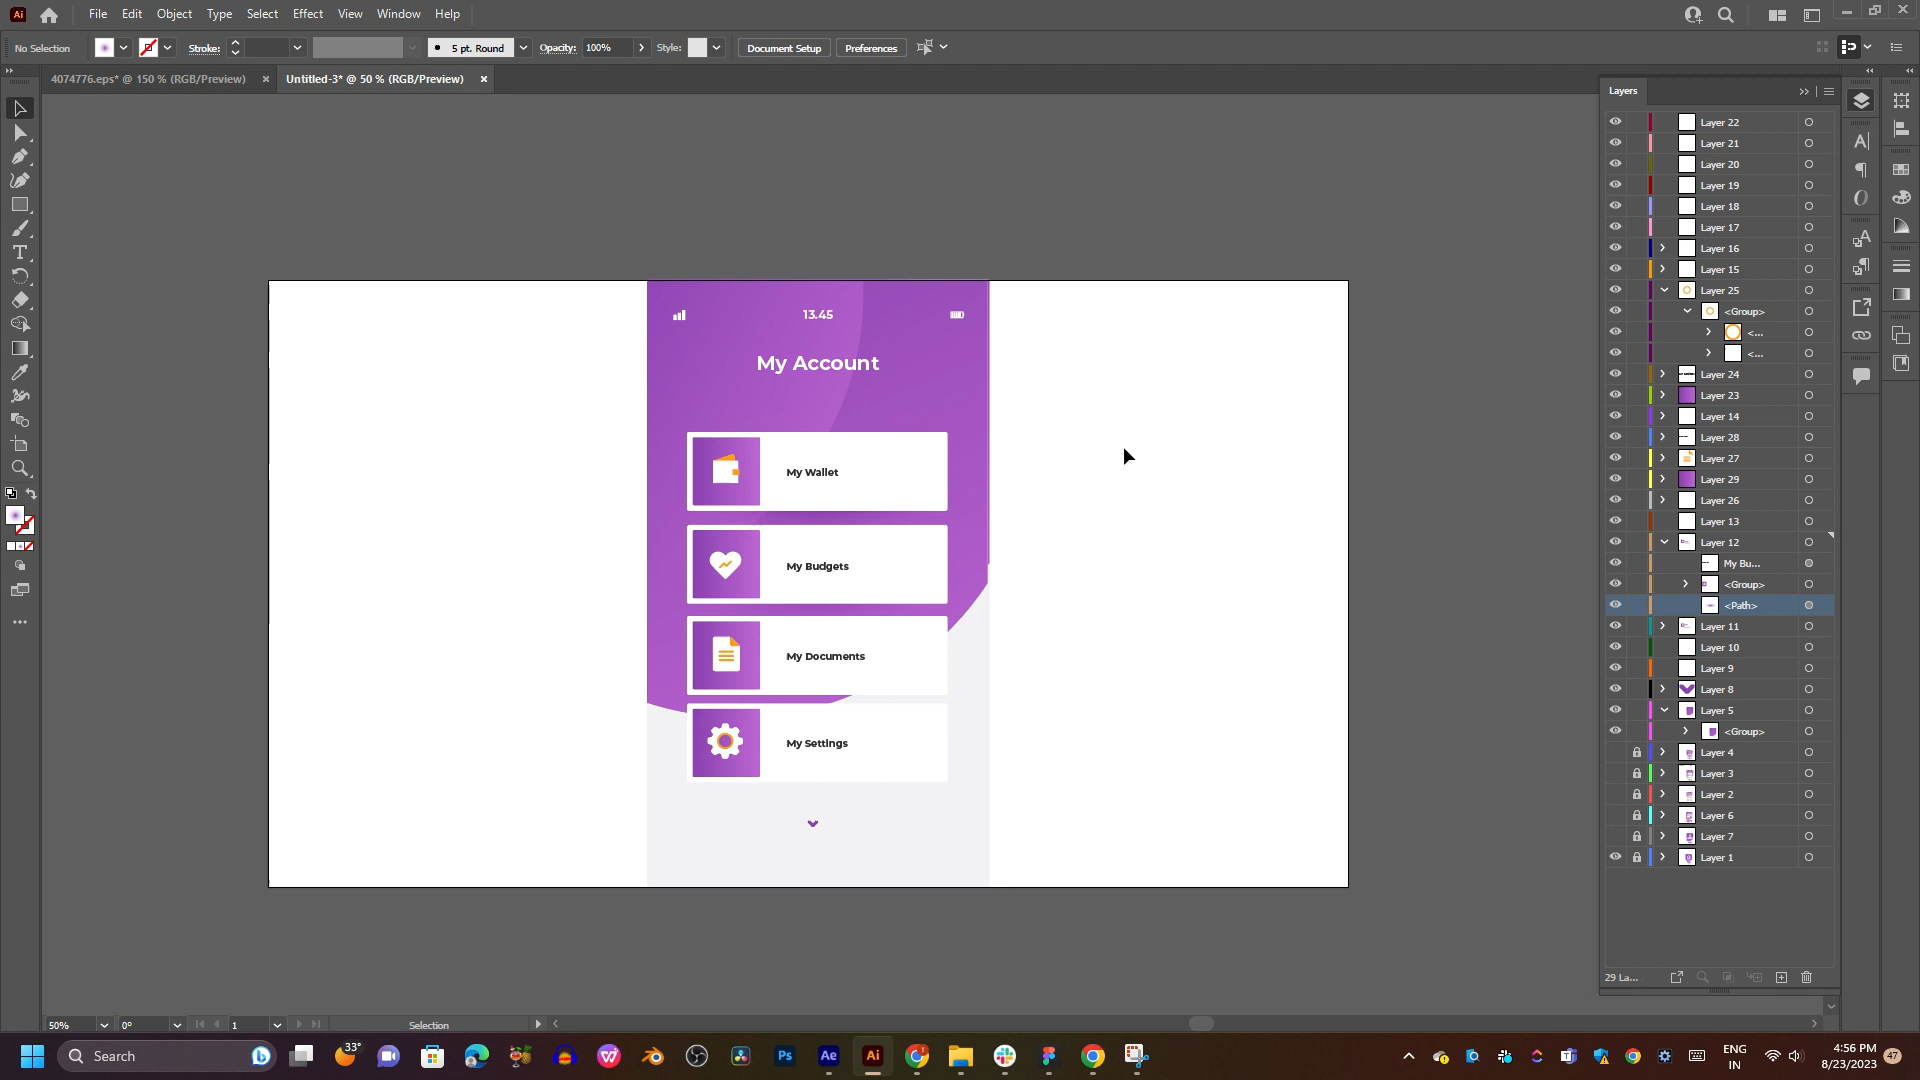 File Edit Object Type Select Effect View Window Help
No Selection Stroke: 5 pt. Round Opacity: 100% Style: Document Setup Preferences
4074776.eps* @ 150 % (RGB/Preview) Untitled-3* @ 50 % (RGB/Preview)
Layers
Layer 22
Layer 21
Layer 20
Layer 19
Layer 18
Layer 17
Layer 16
Layer 15
Layer 25
<Group>
<...
<...
Layer 24
Layer 23
Layer 14
Layer 28
Layer 27
Layer 29
Layer 26
Layer 13
Layer 12
My Bu...
<Group>
<Path>
Layer 11
Layer 10
Layer 9
Layer 8
Layer 5
<Group>
Layer 4
Layer 3
Layer 2
Layer 6
Layer 7
Layer 1
29 La...
13.45
My Account
My Wallet
My Budgets
My Documents
My Settings
50% 0° 1 Selection
Search
33°
Ps Ae Ai
ENG
IN
4:56 PM
8/23/2023
47